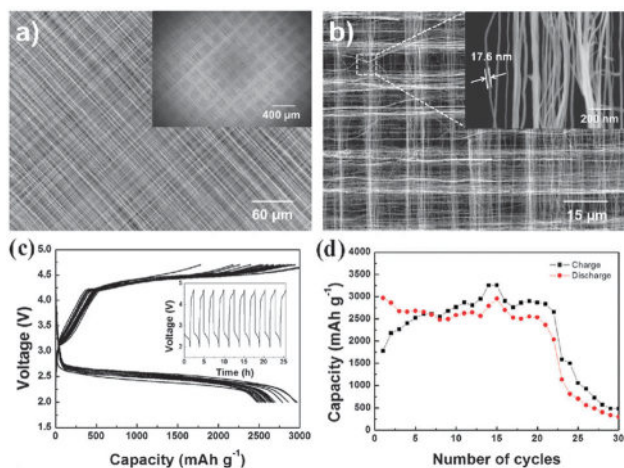 a)
400 µm
60 µm
b)
17.6 nm
200 nm
15 µm
(c)
5.0
4.5
4.0
3.5
3.0
2.5
2.0
1.5
Voltage (V)
0 500 1000 1500 2000 2500 3000
Capacity (mAh g⁻¹)
5
4
3
2
Voltage (V)
0 5 10 15 20 25
Time (h)
(d)
4000
3500
3000
2500
2000
1500
1000
500
0
Capacity (mAh g⁻¹)
Charge
Discharge
0 5 10 15 20 25 30
Number of cycles